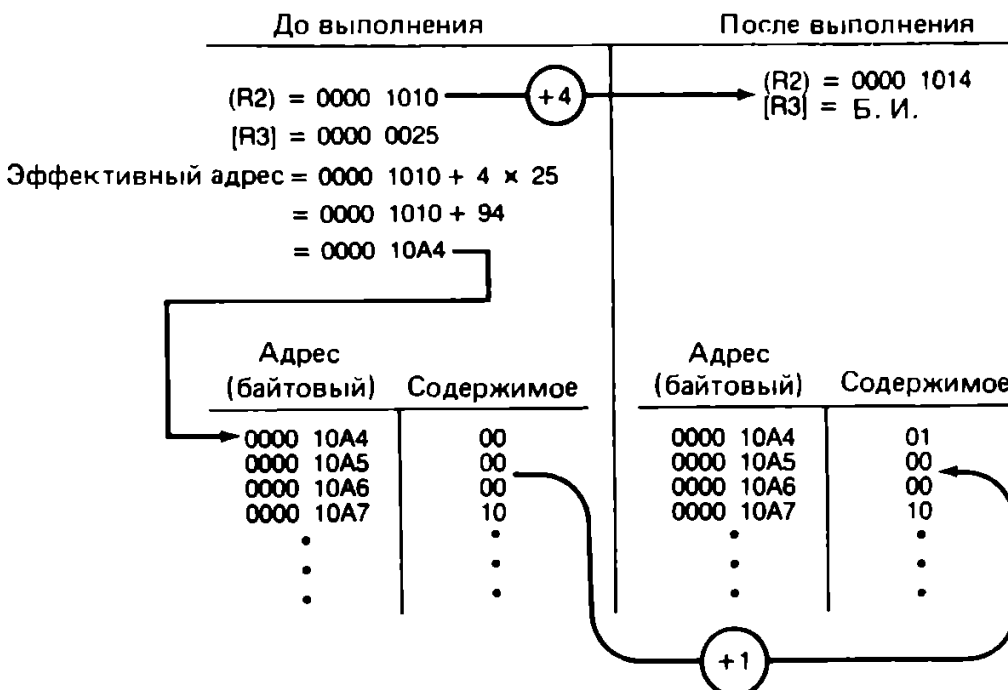 До выполнения
После выполнения
(R2) = 0000 1010
+4
(R2) = 0000 1014
[R3] = Б. И.
[R3] = 0000 0025
Эффективный адрес = 0000 1010 + 4 × 25
= 0000 1010 + 94
= 0000 10A4
Адрес
(байтовый)
Содержимое
Адрес
(байтовый)
Содержимое
0000 10A4 00
0000 10A5 00
0000 10A6 00
0000 10A7 10
0000 10A4 01
0000 10A5 00
0000 10A6 00
0000 10A7 10
+1